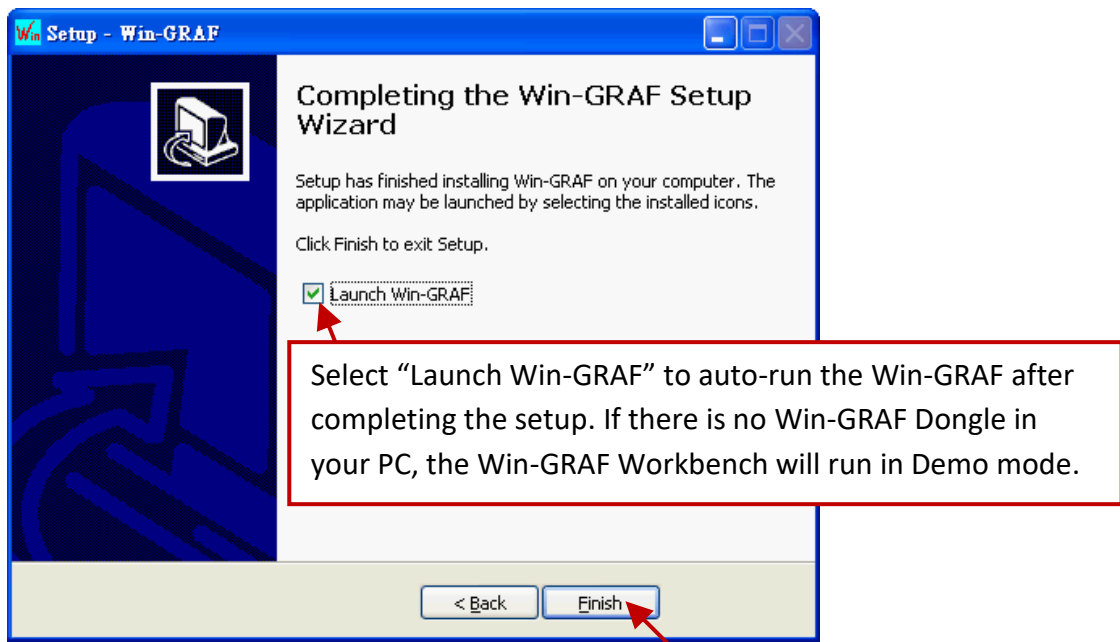 Win Setup - Win-GRAF
Completing the Win-GRAF Setup
Wizard
Setup has finished installing Win-GRAF on your computer. The
application may be launched by selecting the installed icons.
Click Finish to exit Setup.
Launch Win-GRAF
Select “Launch Win-GRAF” to auto-run the Win-GRAF after
completing the setup. If there is no Win-GRAF Dongle in
your PC, the Win-GRAF Workbench will run in Demo mode.
< Back
Finish